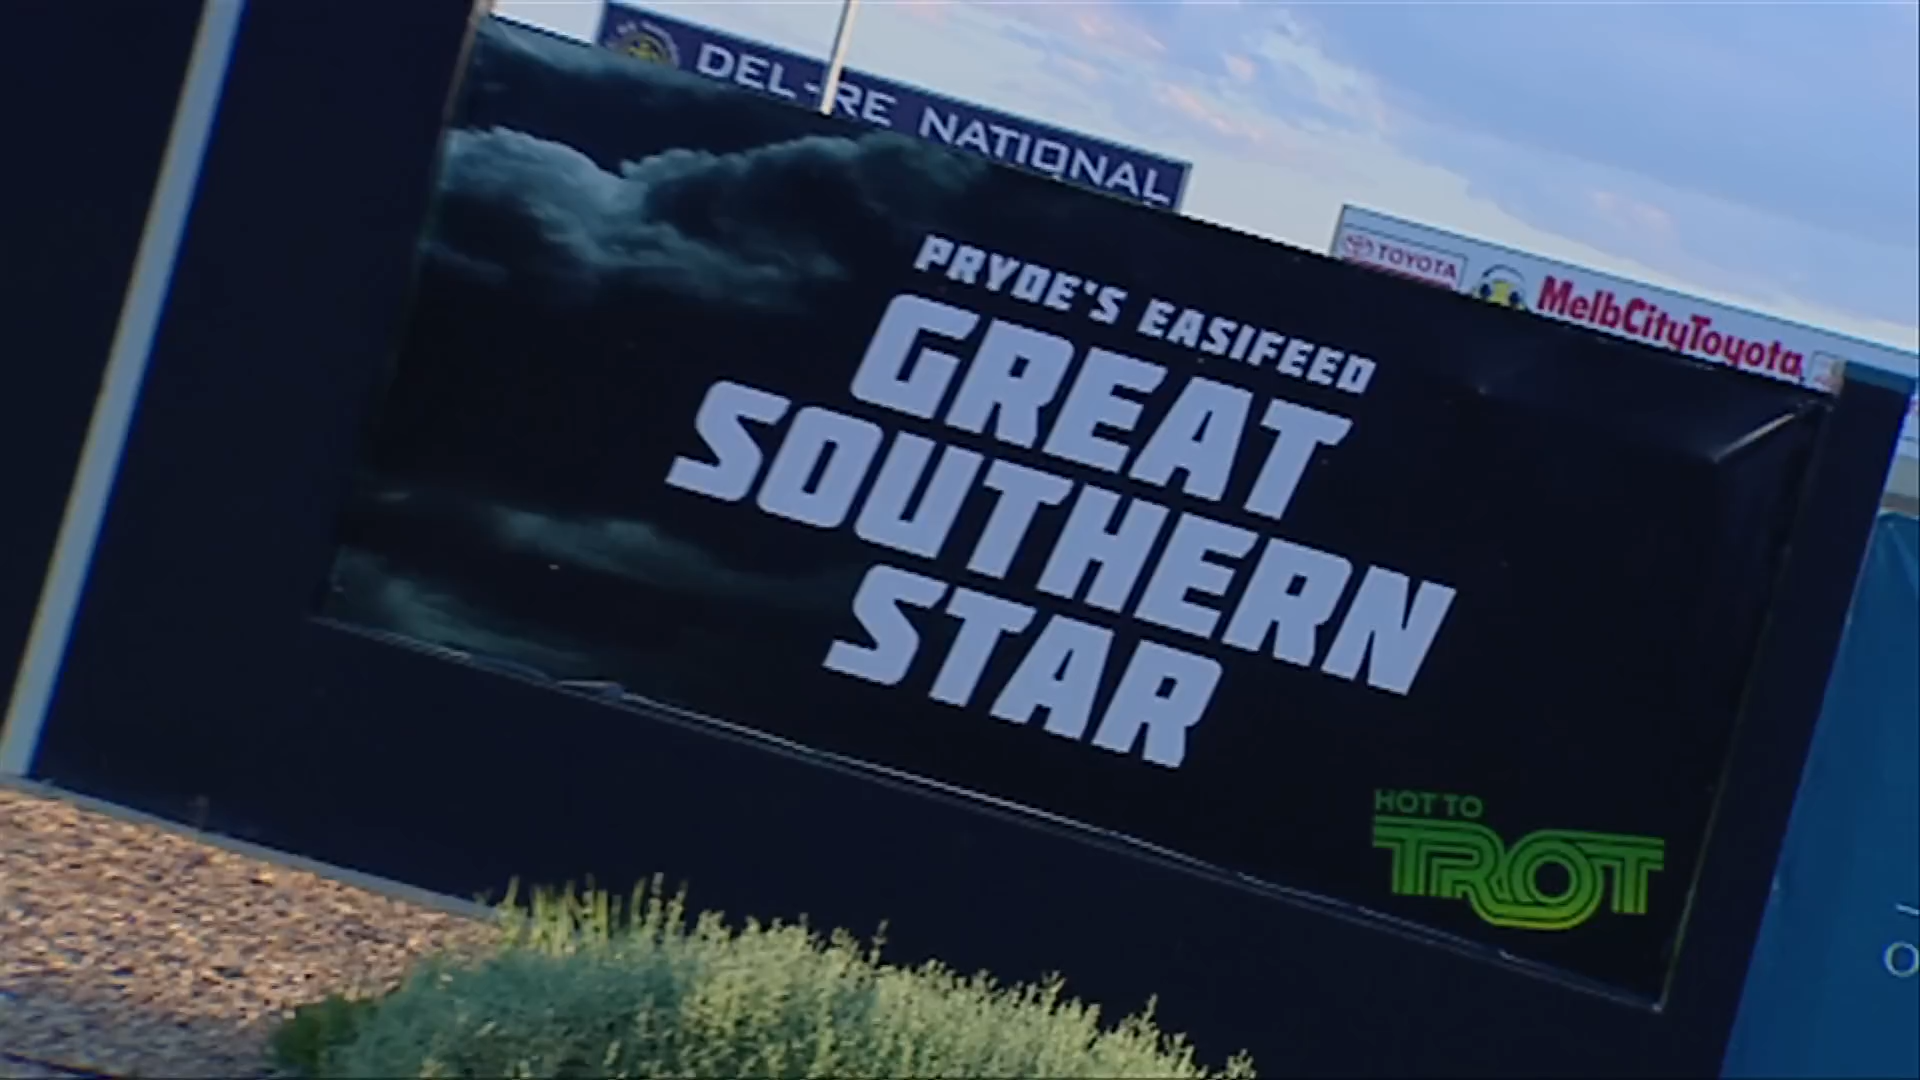 DEL-RE NATIONAL
TOYOTA
MelbCityToyota
PRYDE'S EASIFEED
GREAT
SOUTHERN
STAR
HOT TO
TROT